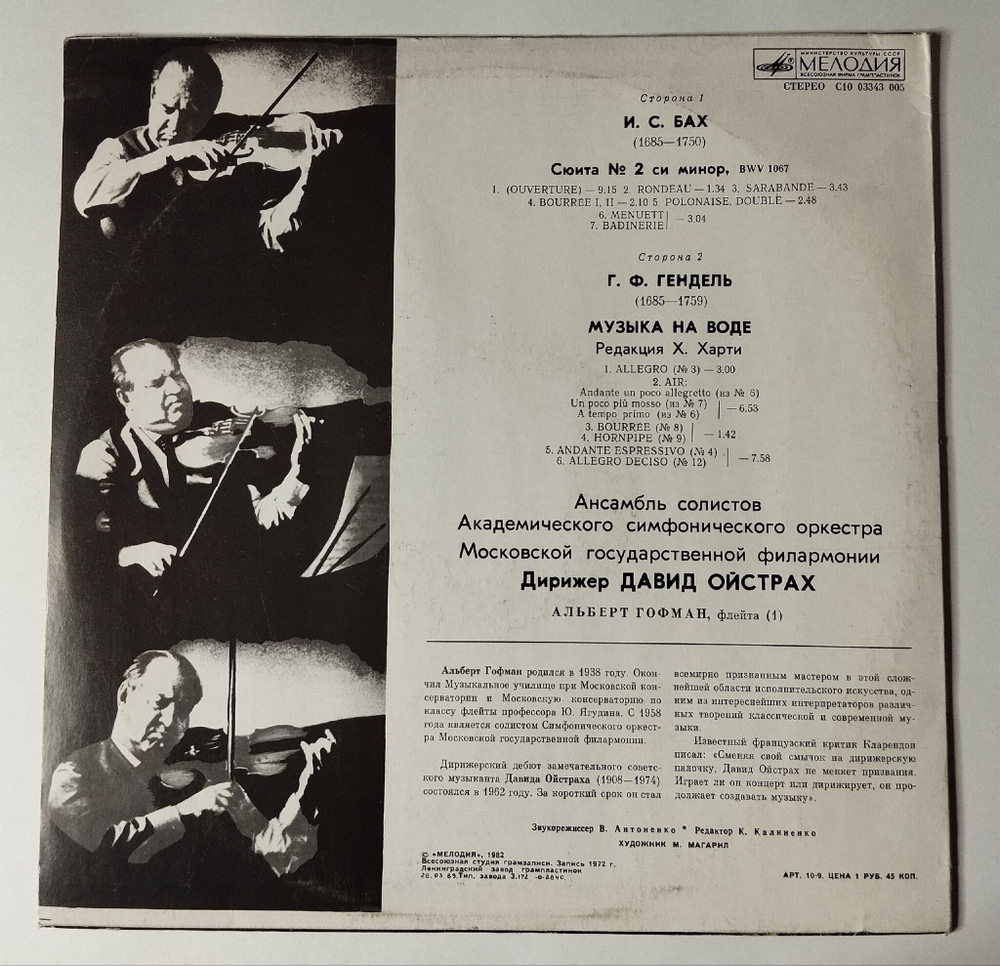 МИНИСТЕРСТВО КУЛЬТУРЫ СССР
МЕЛОДИЯ
ВСЕСОЮЗНАЯ ФИРМА ГРАМПЛАСТИНОК
СТЕРЕО С10 03343 005
Сторона 1
И. С. БАХ
(1685—1750)
Сюита № 2 си минор, BWV 1067
1. (OUVERTURE) — 9.15 2. RONDEAU — 1.34 3. SARABANDE — 3.43
4. BOURRÉE I, II — 2.10 5. POLONAISE. DOUBLE — 2.48
6. MENUETT
7. BADINERIE — 3.04
Сторона 2
Г. Ф. ГЕНДЕЛЬ
(1685—1759)
МУЗЫКА НА ВОДЕ
Редакция Х. Харти
1. ALLEGRO (№ 3) — 3.00
2. AIR:
Andante un poco allegretto (из № 6)
Un poco più mosso (из № 7)
A tempo primo (из № 6) — 6.53
3. BOURRÉE (№ 8)
4. HORNPIPE (№ 9) — 1.42
5. ANDANTE ESPRESSIVO (№ 4)
6. ALLEGRO DECISO (№ 12) — 7.58
Ансамбль солистов
Академического симфонического оркестра
Московской государственной филармонии
Дирижер ДАВИД ОЙСТРАХ
АЛЬБЕРТ ГОФМАН, флейта (1)
Альберт Гофман родился в 1938 году. Окон-
чил Музыкальное училище при Московской кон-
серватории и Московскую консерваторию по
классу флейты профессора Ю. Ягудина. С 1958
года является солистом Симфонического оркест-
ра Московской государственной филармонии.
Дирижерский дебют замечательного советс-
кого музыканта Давида Ойстраха (1908—1974)
состоялся в 1962 году. За короткий срок он стал
всемирно признанным мастером в этой слож-
нейшей области исполнительского искусства, од-
ним из интереснейших интерпретаторов различ-
ных творений классической и современной му-
зыки.
Известный французский критик Кларендон
писал: «Сменяя свой смычок на дирижерскую
палочку, Давид Ойстрах не меняет призвания.
Играет ли он концерт или дирижирует, он про-
должает создавать музыку».
Звукорежиссер В. Антоненко * Редактор К. Калиненко
ХУДОЖНИК М. МАГАРИЛ
© «МЕЛОДИЯ», 1982
Всесоюзная студия грамзаписи. Запись 1972 г.
Ленинградский завод грампластинок
Тип. завода
АРТ. 10-9. ЦЕНА 1 РУБ. 45 КОП.